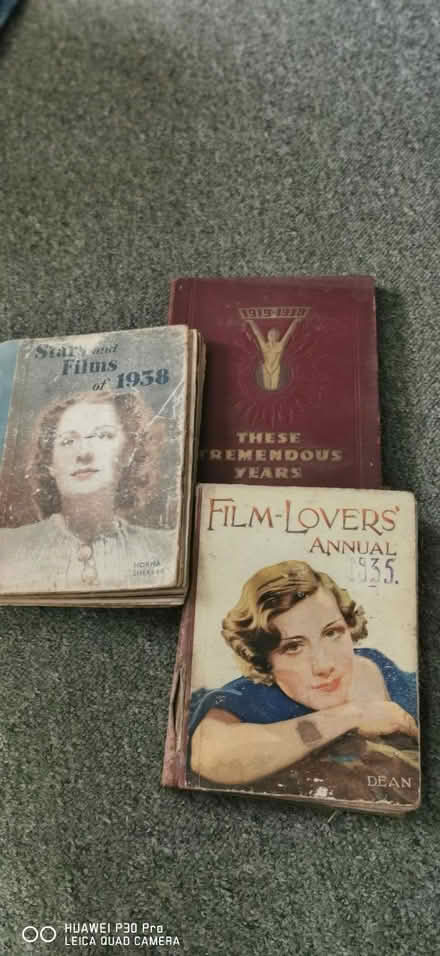 1919-1938
THESE
TREMENDOUS
YEARS
Stars and
Films
of 1938
NORMA
SHEARER
FILM-LOVERS'
ANNUAL
1935.
DEAN
HUAWEI P30 Pro
LEICA QUAD CAMERA